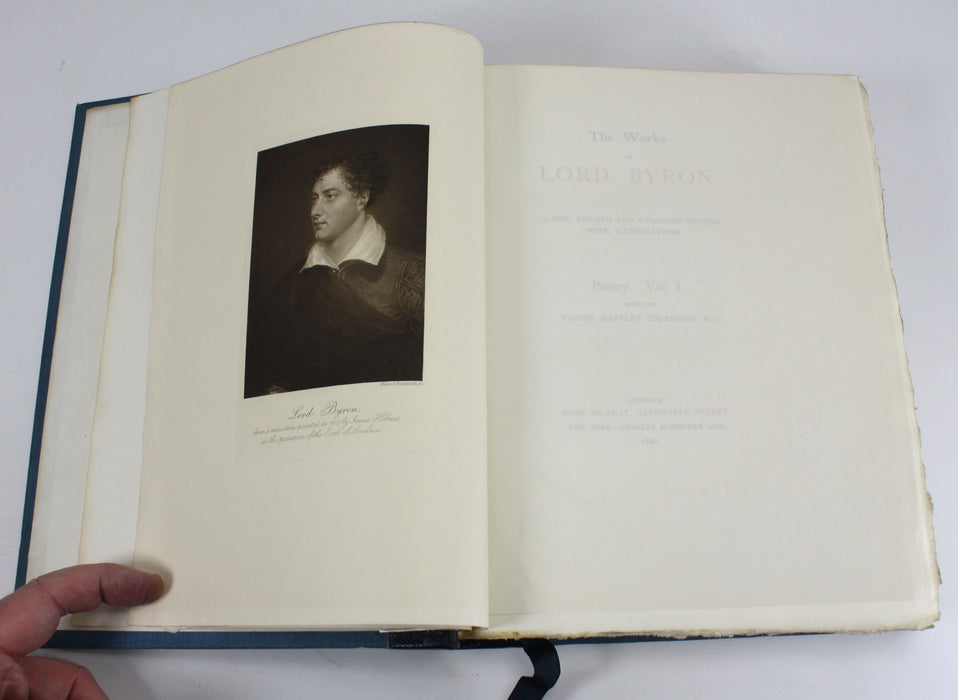 Lord Byron,
from a miniature painted in by James Holmes
in the possession of the Earl of
The Works
OF
LORD BYRON.
A NEW, REVISED AND ENLARGED EDITION,
WITH ILLUSTRATIONS.
Poetry. Vol. I.
EDITED BY
ERNEST HARTLEY COLERIDGE, M.A.
LONDON:
JOHN MURRAY, ALBEMARLE STREET.
NEW YORK: CHARLES SCRIBNER'S SONS.
1898.